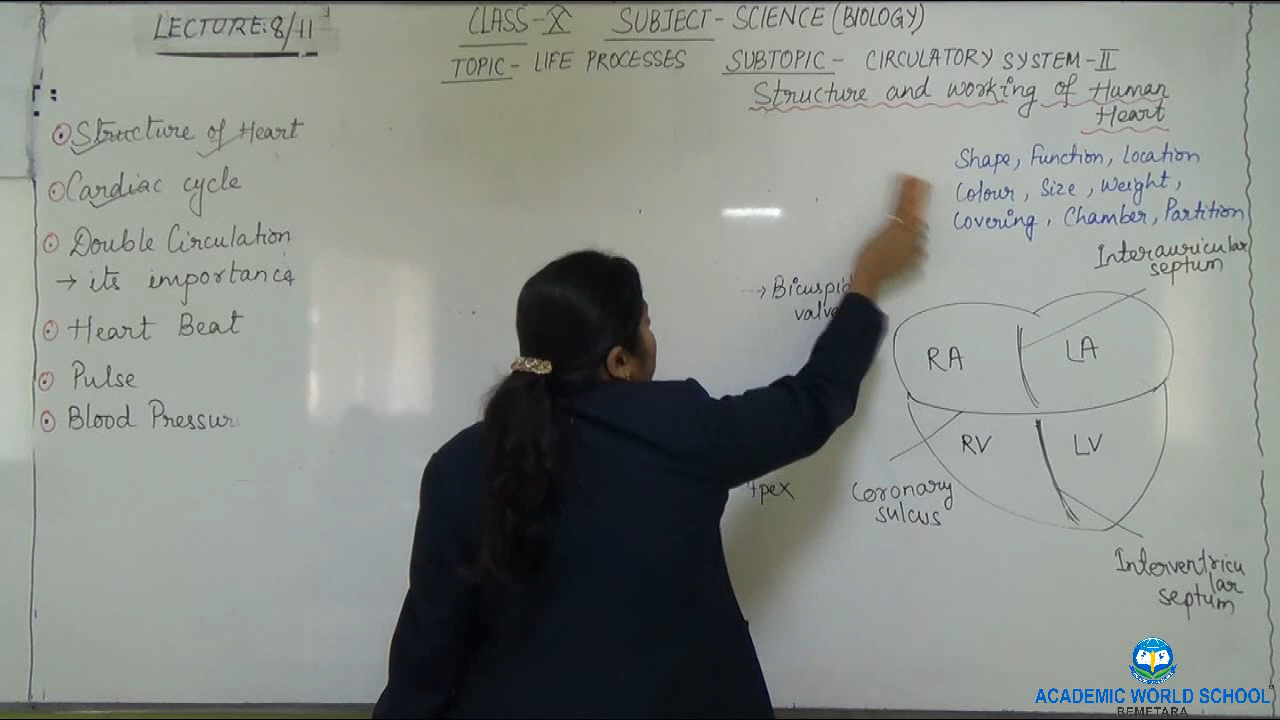 LECTURE:8/11
CLASS-X SUBJECT-SCIENCE (BIOLOGY)
TOPIC- LIFE PROCESSES SUBTOPIC- CIRCULATORY SYSTEM-II
Structure and working of Human
Heart
Structure of Heart
Cardiac cycle
Double Circulation
→ its importance
Heart Beat
Pulse
Blood Pressur
Shape, Function, Location
Colour, Size, Weight,
Covering, Chamber, Partition
Interauricular
septum
→ Bicuspid
valve
RA LA
RV LV
Coronary
sulcus
Interventricu
lar
septum
ACADEMIC WORLD SCHOOL
BEMETARA